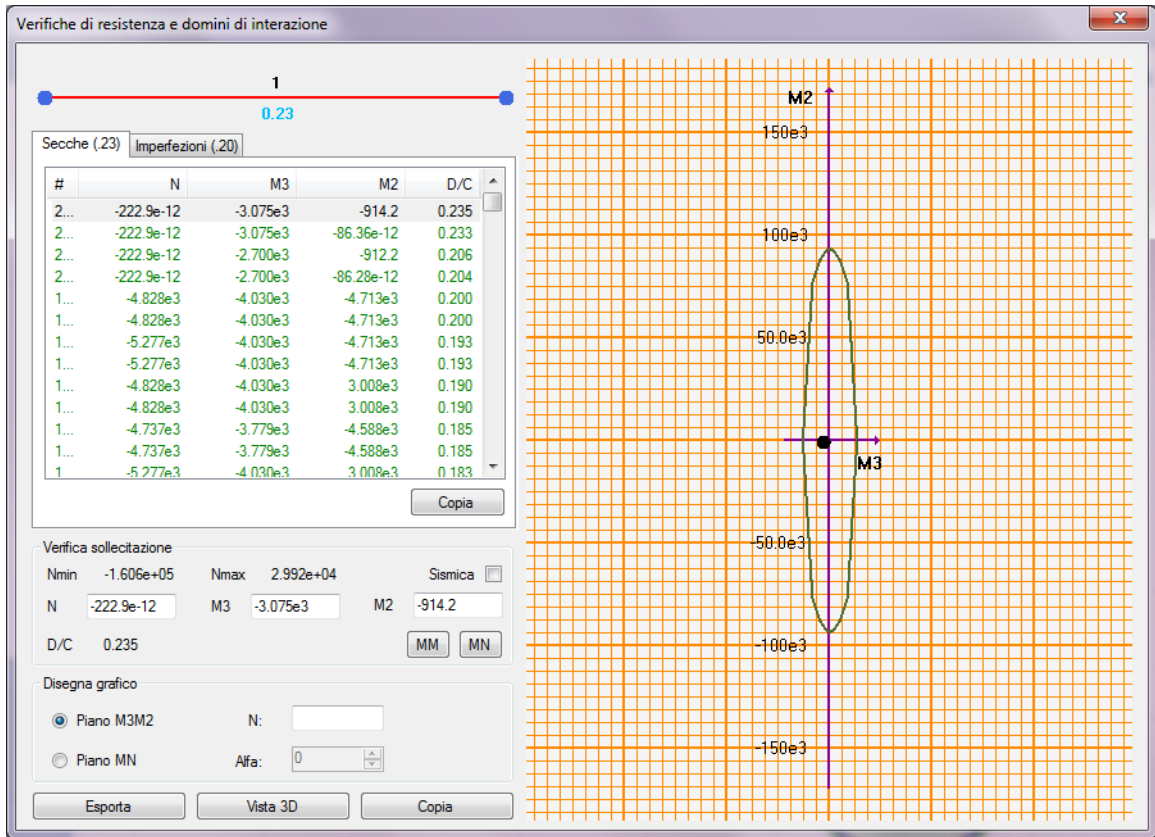 Verifiche di resistenza e domini di interazione
1
0.23
Secche (.23) Imperfezioni (.20)
# N M3 M2 D/C
2... -222.9e-12 -3.075e3 -914.2 0.235
2... -222.9e-12 -3.075e3 -86.36e-12 0.233
2... -222.9e-12 -2.700e3 -912.2 0.206
2... -222.9e-12 -2.700e3 -86.28e-12 0.204
1... -4.828e3 -4.030e3 -4.713e3 0.200
1... -4.828e3 -4.030e3 -4.713e3 0.200
1... -5.277e3 -4.030e3 -4.713e3 0.193
1... -5.277e3 -4.030e3 -4.713e3 0.193
1... -4.828e3 -4.030e3 3.008e3 0.190
1... -4.828e3 -4.030e3 3.008e3 0.190
1... -4.737e3 -3.779e3 -4.588e3 0.185
1... -4.737e3 -3.779e3 -4.588e3 0.185
1 -5.277e3 -4.030e3 3.008e3 0.183
Copia
Verifica sollecitazione
Nmin -1.606e+05 Nmax 2.992e+04 Sismica
N -222.9e-12 M3 -3.075e3 M2 -914.2
D/C 0.235 MM MN
Disegna grafico
Piano M3M2 N:
Piano MN Alfa: 0
Esporta Vista 3D Copia
M2
150e3
100e3
50.0e3
M3
-50.0e3
-100e3
-150e3